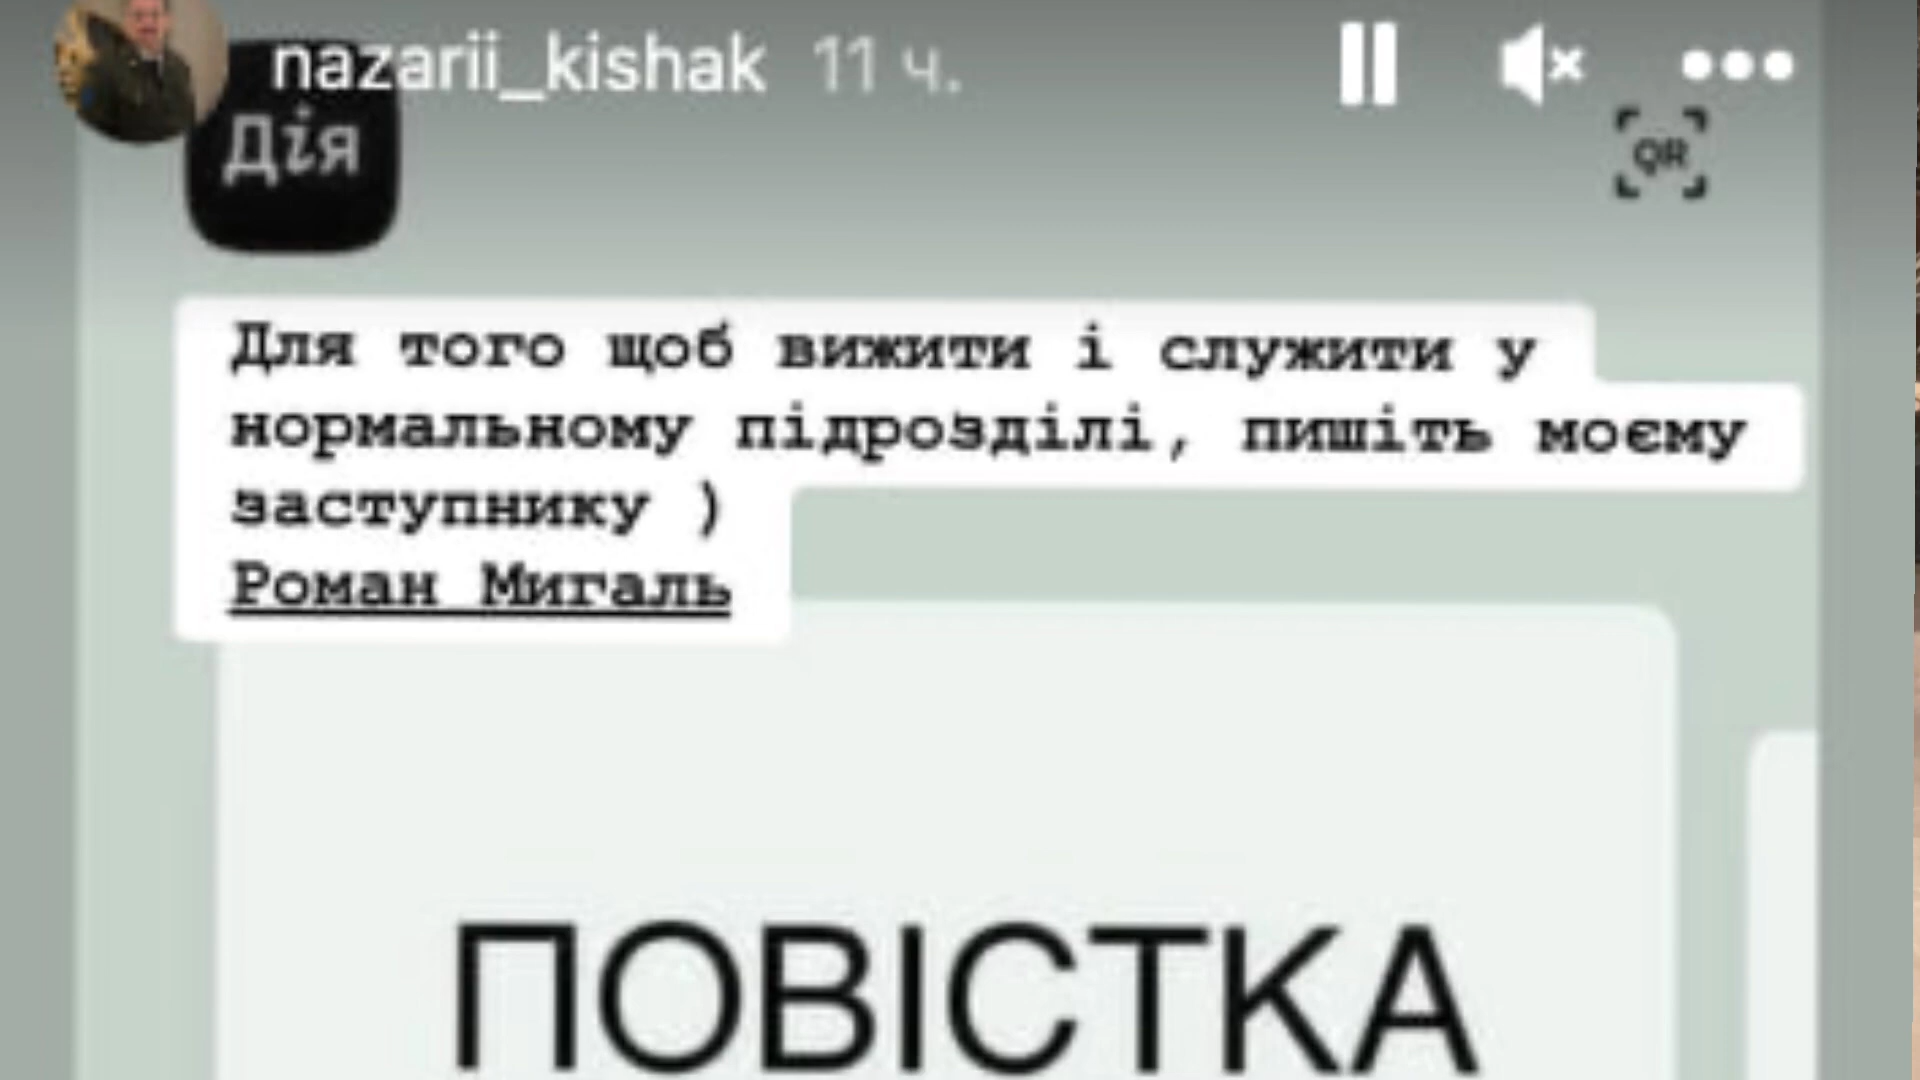 nazarii_kishak 11 ч.
Дія
QR
Для того щоб вижити і служити у
нормальному підрозділі, пишіть моєму
заступнику )
Роман Мигаль
ПОВІСТКА